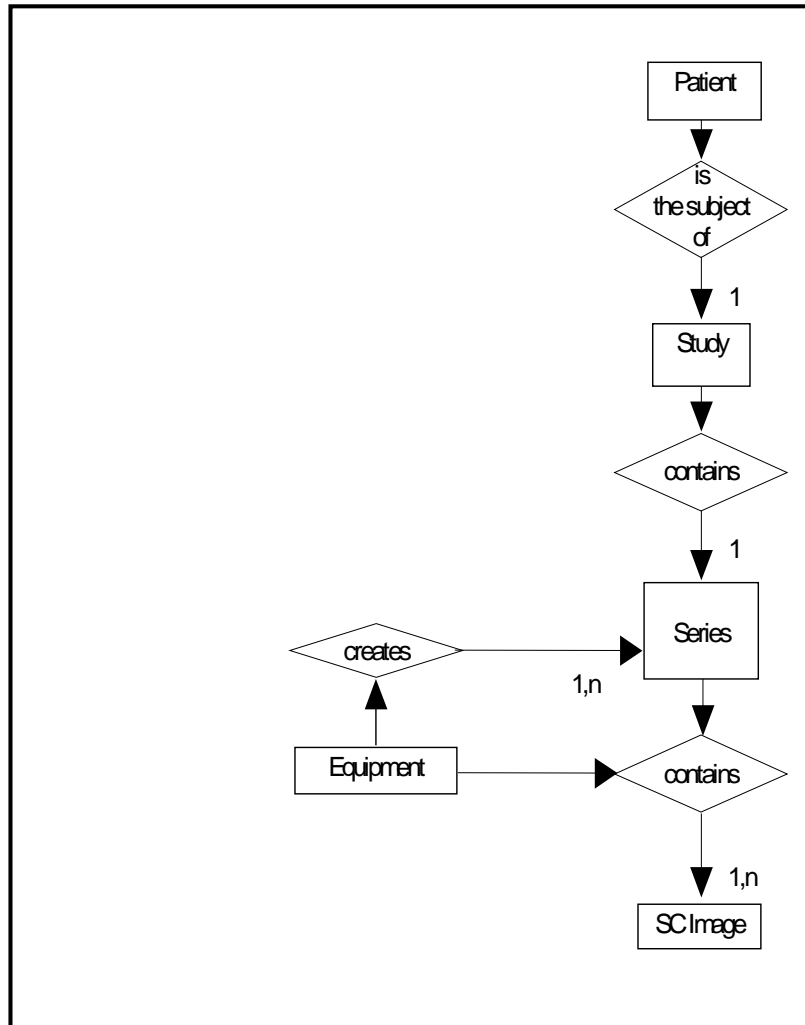 Patient
is
the subject
of
1
Study
contains
1
Series
creates
1,n
Equipment
contains
1,n
SC Image